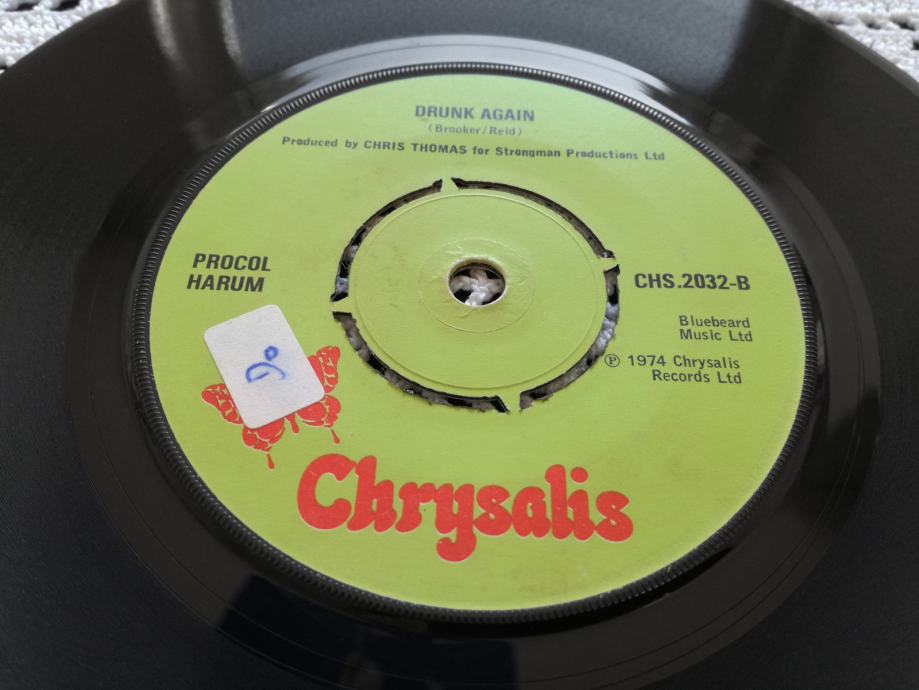 DRUNK AGAIN
(Brooker/Reid)
Produced by CHRIS THOMAS for Strongman Productions Ltd
PROCOL
HARUM
CHS.2032-B
Bluebeard
Music Ltd
℗ 1974 Chrysalis
Records Ltd
Chrysalis